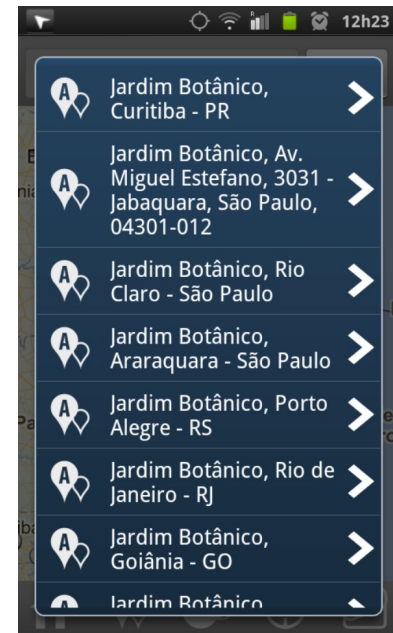 12h23
A
Jardim Botânico,
Curitiba - PR
A
Jardim Botânico, Av.
Miguel Estefano, 3031 -
Jabaquara, São Paulo,
04301-012
A
Jardim Botânico, Rio
Claro - São Paulo
A
Jardim Botânico,
Araraquara - São Paulo
A
Jardim Botânico, Porto
Alegre - RS
A
Jardim Botânico, Rio de
Janeiro - RJ
A
Jardim Botânico,
Goiânia - GO
A
Jardim Botânico,